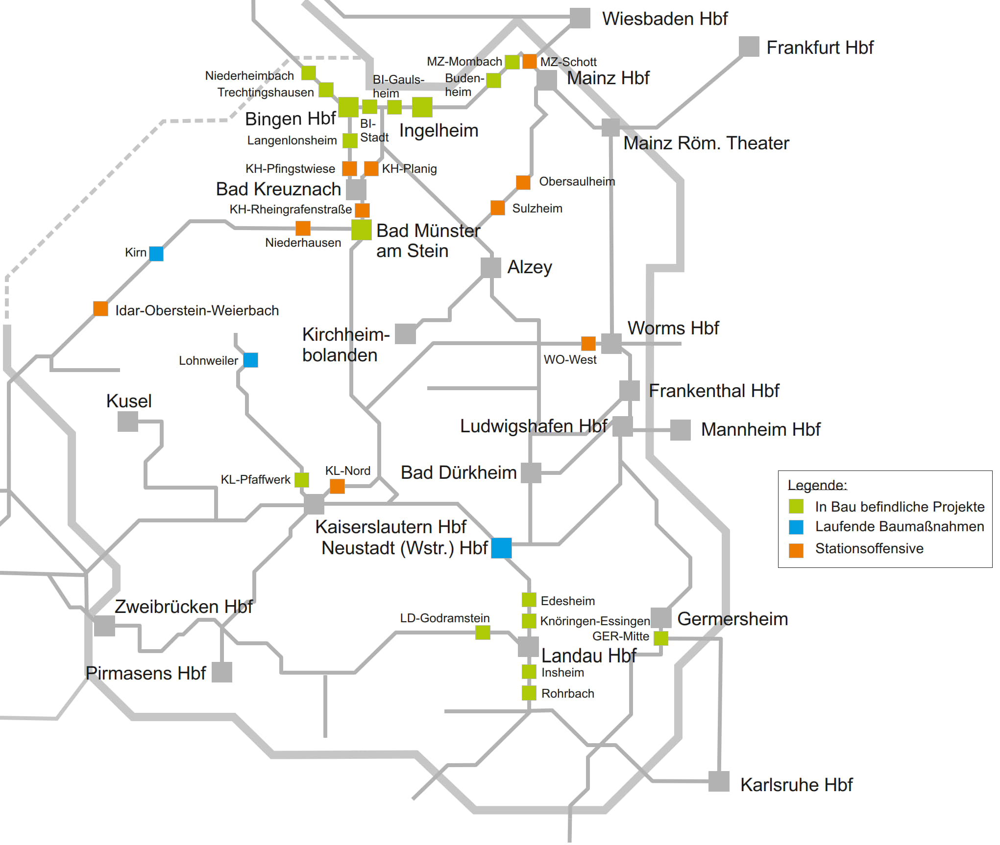 Wiesbaden Hbf
Frankfurt Hbf
MZ-Mombach
MZ-Schott
Niederheimbach
BI-Gauls-
heim
Buden-
heim
Mainz Hbf
Trechtingshausen
Bingen Hbf
BI-
Stadt
Ingelheim
Langenlonsheim
Mainz Röm. Theater
KH-Pfingstwiese
KH-Planig
Bad Kreuznach
Obersaulheim
KH-Rheingrafenstraße
Sulzheim
Bad Münster
am Stein
Niederhausen
Kirn
Alzey
Idar-Oberstein-Weierbach
Kirchheim-
bolanden
Worms Hbf
WO-West
Lohnweiler
Kusel
Frankenthal Hbf
Ludwigshafen Hbf
Mannheim Hbf
KL-Pfaffwerk
KL-Nord
Bad Dürkheim
Legende:
In Bau befindliche Projekte
Laufende Baumaßnahmen
Stationsoffensive
Kaiserslautern Hbf
Neustadt (Wstr.) Hbf
Zweibrücken Hbf
Edesheim
LD-Godramstein
Knöringen-Essingen
Germersheim
GER-Mitte
Landau Hbf
Pirmasens Hbf
Insheim
Rohrbach
Karlsruhe Hbf